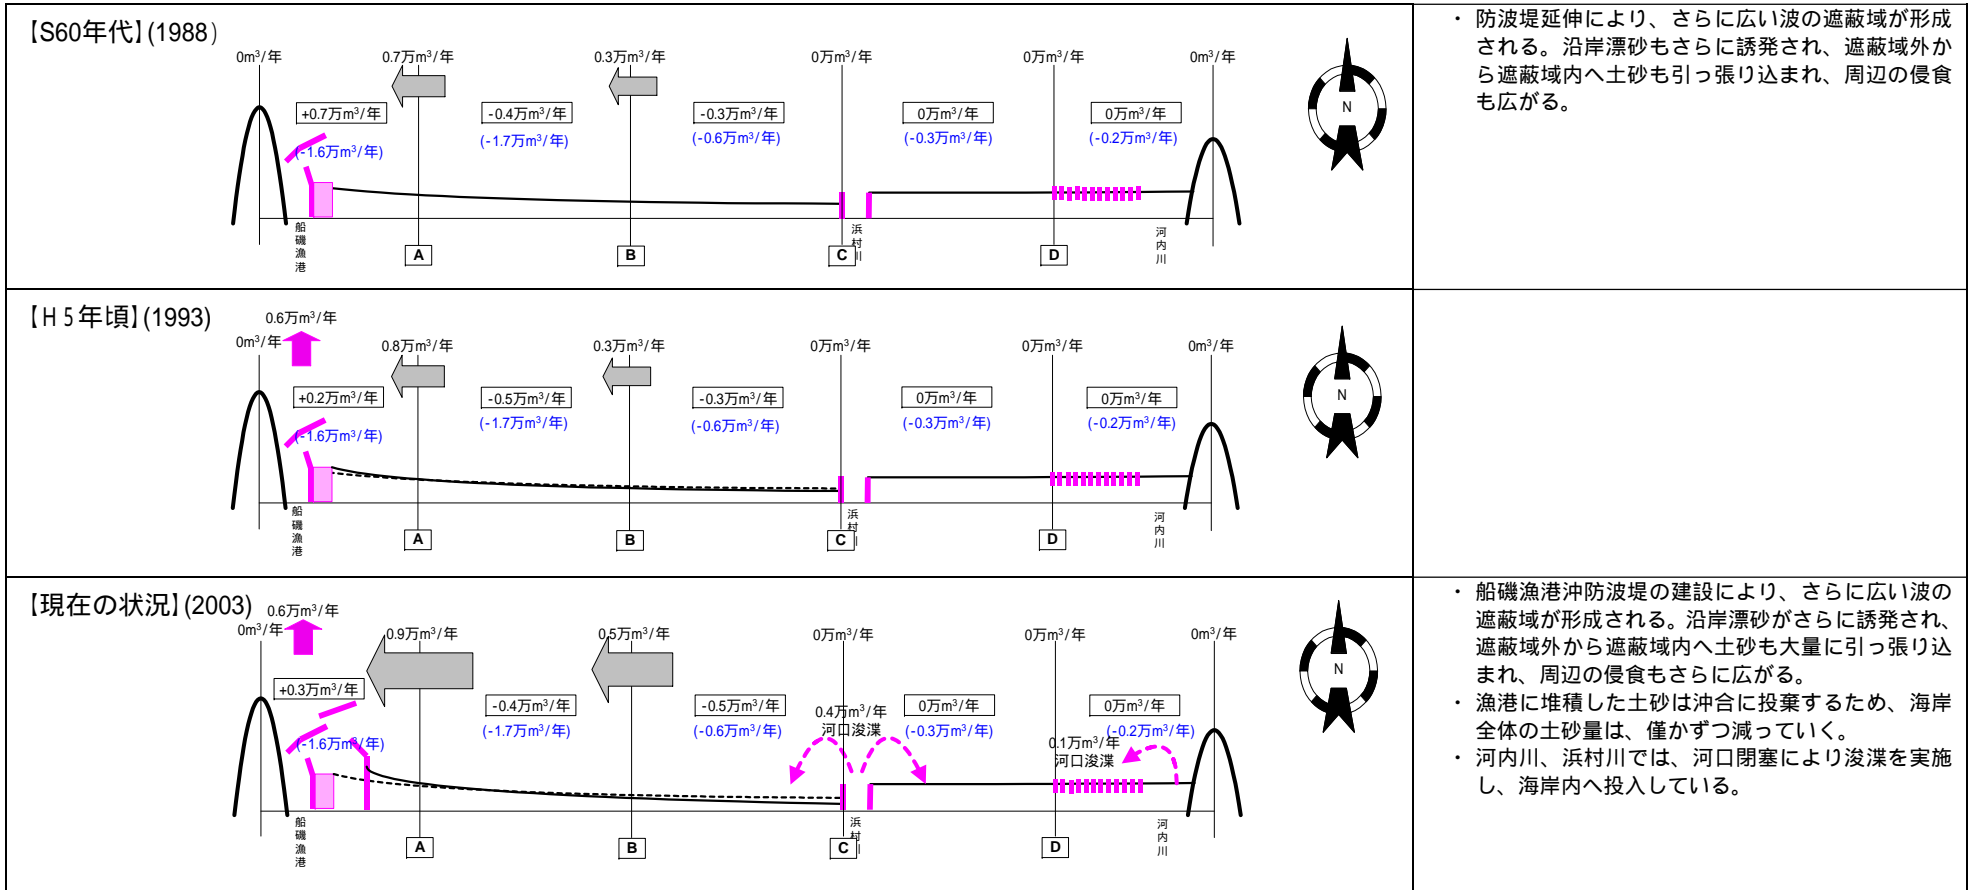 【S60年代】(1988)
0m³/年
0.7万m³/年
0.3万m³/年
0万m³/年
0万m³/年
0m³/年
+0.7万m³/年
-0.4万m³/年
-0.3万m³/年
0万m³/年
0万m³/年
(-1.6万m³/年)
(-1.7万m³/年)
(-0.6万m³/年)
(-0.3万m³/年)
(-0.2万m³/年)
N
船磯漁港
浜村川
河内川
A
B
C
D
・ 防波堤延伸により、さらに広い波の遮蔽域が形成
される。沿岸漂砂もさらに誘発され、遮蔽域外か
ら遮蔽域内へ土砂も引っ張り込まれ、周辺の侵食
も広がる。
【H5年頃】(1993)
0.6万m³/年
0m³/年
0.8万m³/年
0.3万m³/年
0万m³/年
0万m³/年
0m³/年
+0.2万m³/年
-0.5万m³/年
-0.3万m³/年
0万m³/年
0万m³/年
(-1.6万m³/年)
(-1.7万m³/年)
(-0.6万m³/年)
(-0.3万m³/年)
(-0.2万m³/年)
N
船磯漁港
浜村川
河内川
A
B
C
D
【現在の状況】(2003)
0.6万m³/年
0m³/年
0.9万m³/年
0.5万m³/年
0万m³/年
0万m³/年
0m³/年
+0.3万m³/年
-0.4万m³/年
-0.5万m³/年
0万m³/年
0万m³/年
(-1.6万m³/年)
(-1.7万m³/年)
(-0.6万m³/年)
0.4万m³/年
河口浚渫
(-0.3万m³/年)
(-0.2万m³/年)
0.1万m³/年
河口浚渫
N
船磯漁港
浜村川
河内川
A
B
C
D
・ 船磯漁港沖防波堤の建設により、さらに広い波の
遮蔽域が形成される。沿岸漂砂がさらに誘発され、
遮蔽域外から遮蔽域内へ土砂も大量に引っ張り込
まれ、周辺の侵食もさらに広がる。
・ 漁港に堆積した土砂は沖合に投棄するため、海岸
全体の土砂量は、僅かずつ減っていく。
・ 河内川、浜村川では、河口閉塞により浚渫を実施
し、海岸内へ投入している。